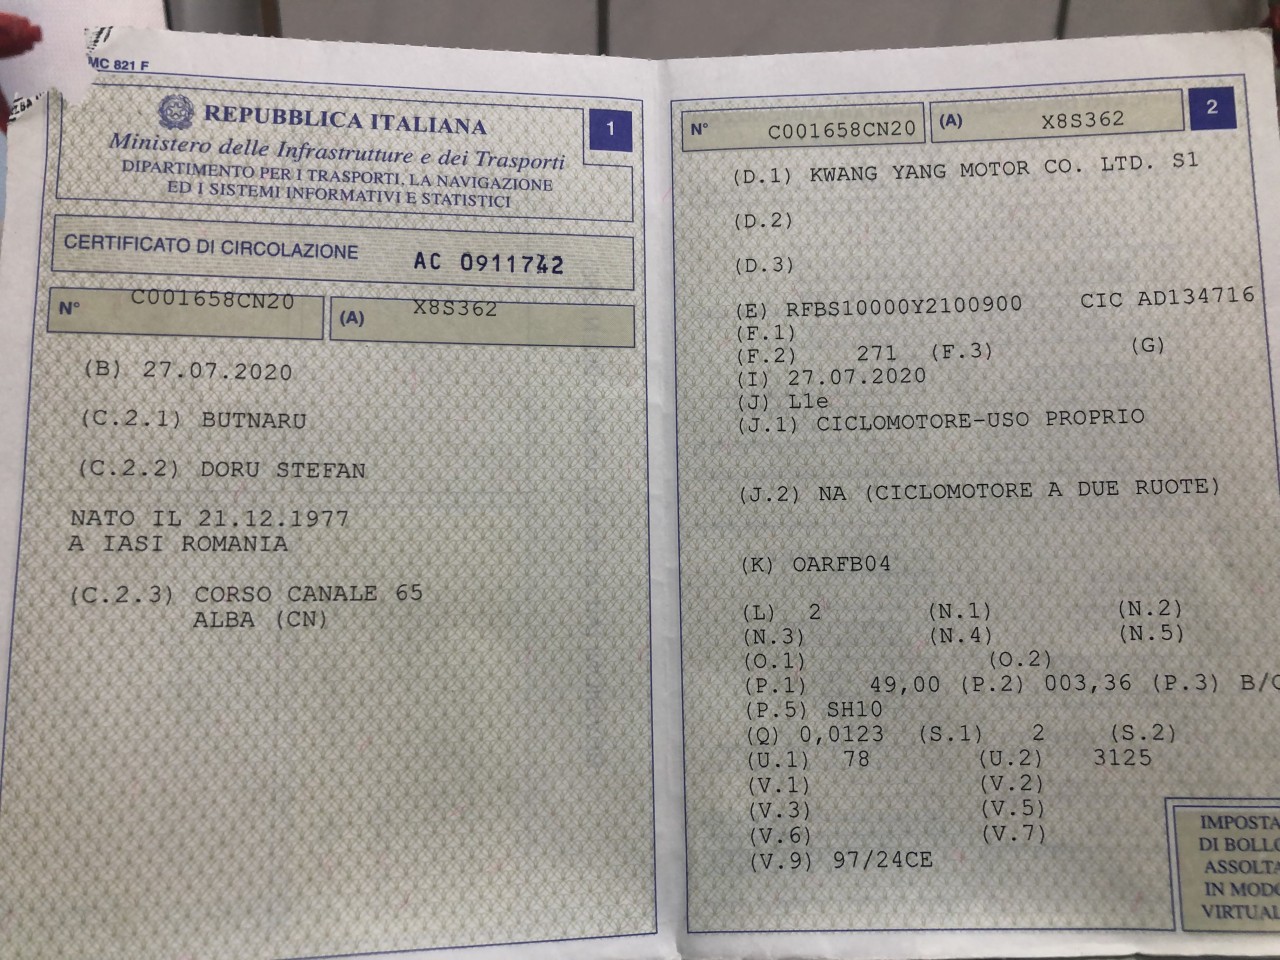 MC 821 F
REPUBBLICA ITALIANA
Ministero delle Infrastrutture e dei Trasporti
DIPARTIMENTO PER I TRASPORTI, LA NAVIGAZIONE
ED I SISTEMI INFORMATIVI E STATISTICI
1
CERTIFICATO DI CIRCOLAZIONE AC 0911742
N° C001658CN20 (A) X8S362
(B) 27.07.2020
(C.2.1) BUTNARU
(C.2.2) DORU STEFAN
NATO IL 21.12.1977
A IASI ROMANIA
(C.2.3) CORSO CANALE 65
ALBA (CN)
N° C001658CN20 (A) X8S362
2
(D.1) KWANG YANG MOTOR CO. LTD. S1
(D.2)
(D.3)
(E) RFBS10000Y2100900 CIC AD134716
(F.1)
(F.2) 271 (F.3) (G)
(I) 27.07.2020
(J) L1e
(J.1) CICLOMOTORE-USO PROPRIO
(J.2) NA (CICLOMOTORE A DUE RUOTE)
(K) OARFB04
(L) 2 (N.1) (N.2)
(N.3) (N.4) (N.5)
(O.1) (O.2)
(P.1) 49,00 (P.2) 003,36 (P.3) B/
(P.5) SH10
(Q) 0,0123 (S.1) 2 (S.2)
(U.1) 78 (U.2) 3125
(V.1) (V.2)
(V.3) (V.5)
(V.6) (V.7)
(V.9) 97/24CE
IMPOSTA
DI BOLLO
ASSOLTA
IN MODO
VIRTUAL